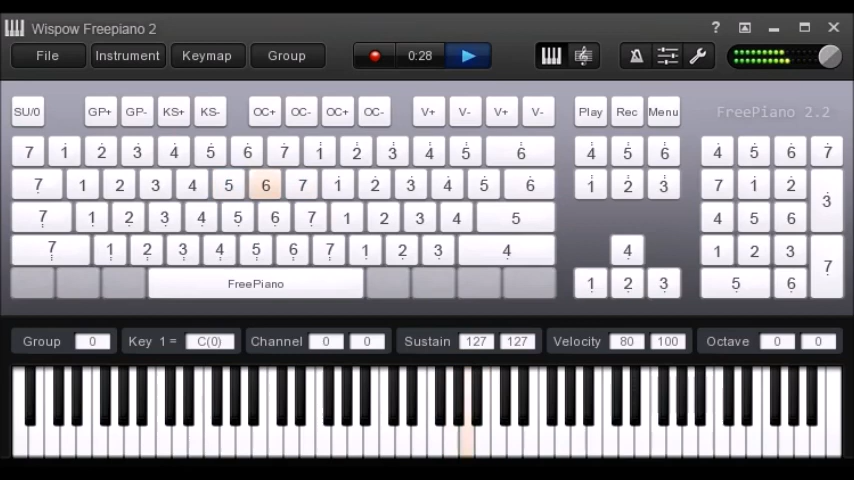 Wispow Freepiano 2 ?
File Instrument Keymap Group 0:28
SU/0 GP+ GP- KS+ KS- OC+ OC- OC+ OC- V+ V- V+ V- Play Rec Menu FreePiano 2.2
7 1 2 3 4 5 6 7 1 2 3 4 5 6 4 5 6 4 5 6 7
7 1 2 3 4 5 6 7 1 2 3 4 5 6 1 2 3 7 1 2 3
7 1 2 3 4 5 6 7 1 2 3 4 5 4 5 6
7 1 2 3 4 5 6 7 1 2 3 4 4 1 2 3 7
FreePiano 1 2 3 5 6
Group 0 Key 1 = C(0) Channel 0 0 Sustain 127 127 Velocity 80 100 Octave 0 0